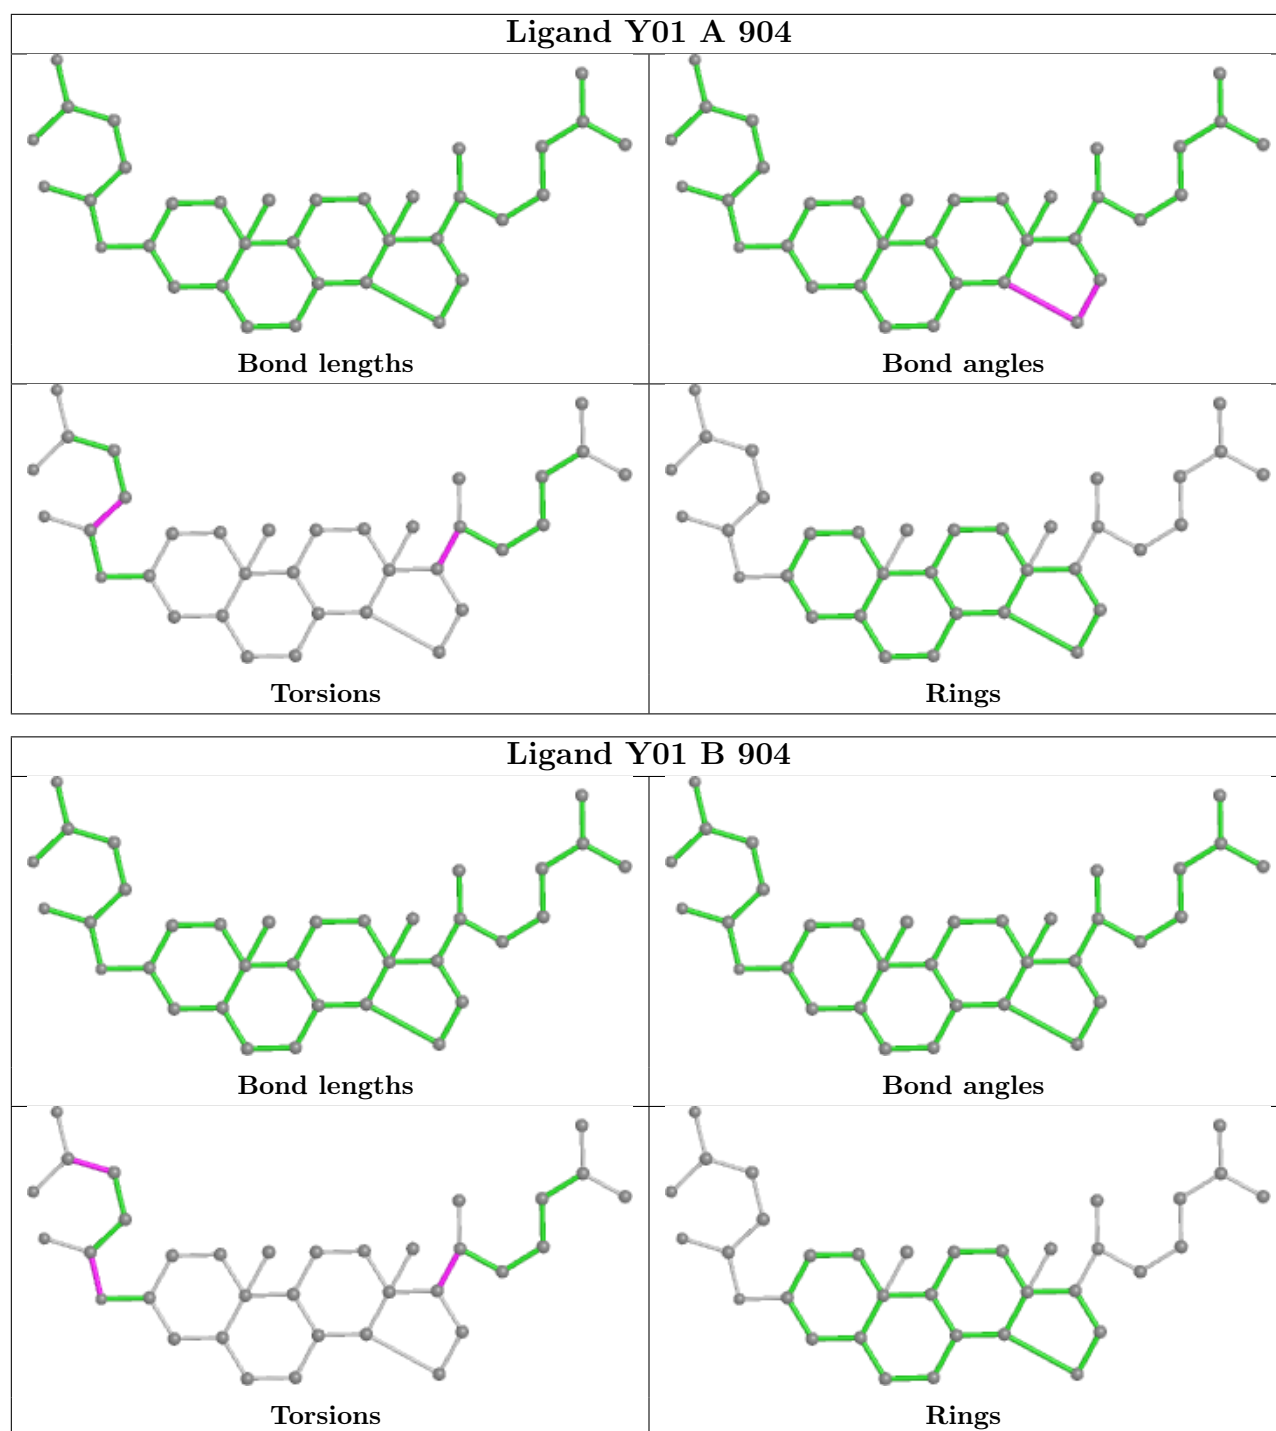 Ligand Y01 A 904
Bond lengths
Bond angles
Torsions
Rings
Ligand Y01 B 904
Bond lengths
Bond angles
Torsions
Rings